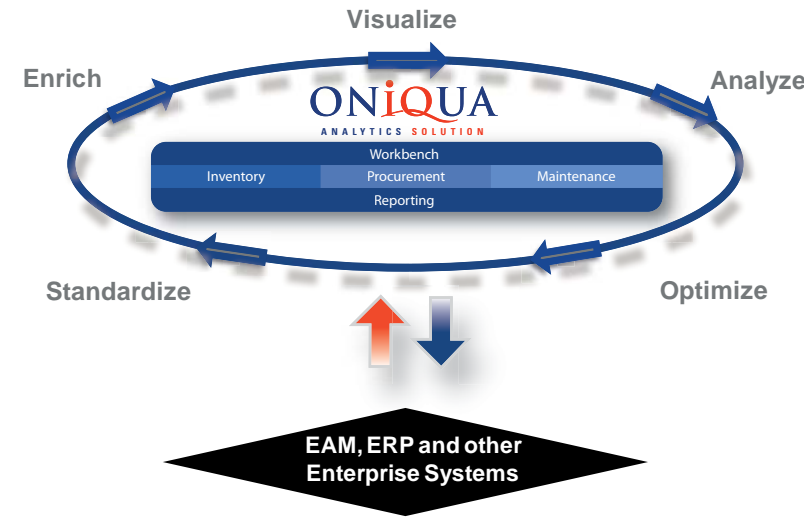 Visualize
Enrich
Analyze
ONiQUA
ANALYTICS SOLUTION
Workbench
Inventory Procurement Maintenance
Reporting
Standardize
Optimize
EAM, ERP and other
Enterprise Systems